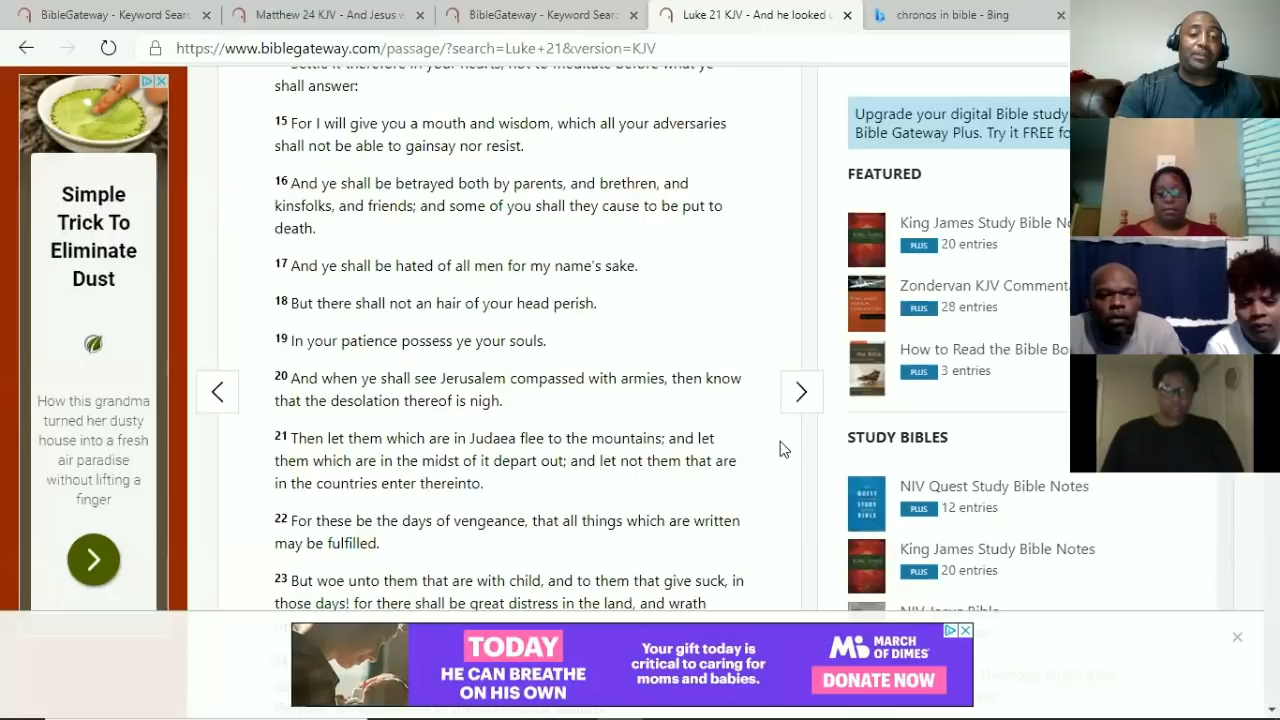 BibleGateway - Keyword Searc
Matthew 24 KJV - And Jesus w
BibleGateway - Keyword Searc
Luke 21 KJV - And he looked u
chronos in bible - Bing
https://www.biblegateway.com/passage/?search=Luke+21&version=KJV
Settle it therefore in your hearts, not to meditate before what ye
shall answer:
15 For I will give you a mouth and wisdom, which all your adversaries
shall not be able to gainsay nor resist.
16 And ye shall be betrayed both by parents, and brethren, and
kinsfolks, and friends; and some of you shall they cause to be put to
death.
17 And ye shall be hated of all men for my name's sake.
18 But there shall not an hair of your head perish.
19 In your patience possess ye your souls.
20 And when ye shall see Jerusalem compassed with armies, then know
that the desolation thereof is nigh.
21 Then let them which are in Judaea flee to the mountains; and let
them which are in the midst of it depart out; and let not them that are
in the countries enter thereinto.
22 For these be the days of vengeance, that all things which are written
may be fulfilled.
23 But woe unto them that are with child, and to them that give suck, in
those days! for there shall be great distress in the land, and wrath
Simple
Trick To
Eliminate
Dust
How this grandma
turned her dusty
house into a fresh
air paradise
without lifting a
finger
Upgrade your digital Bible study
Bible Gateway Plus. Try it FREE fo
FEATURED
King James Study Bible No
PLUS 20 entries
Zondervan KJV Commenta
PLUS 28 entries
How to Read the Bible Bo
PLUS 3 entries
STUDY BIBLES
NIV Quest Study Bible Notes
PLUS 12 entries
King James Study Bible Notes
PLUS 20 entries
TODAY
HE CAN BREATHE
ON HIS OWN
Your gift today is
critical to caring for
moms and babies.
MARCH
OF DIMES
DONATE NOW